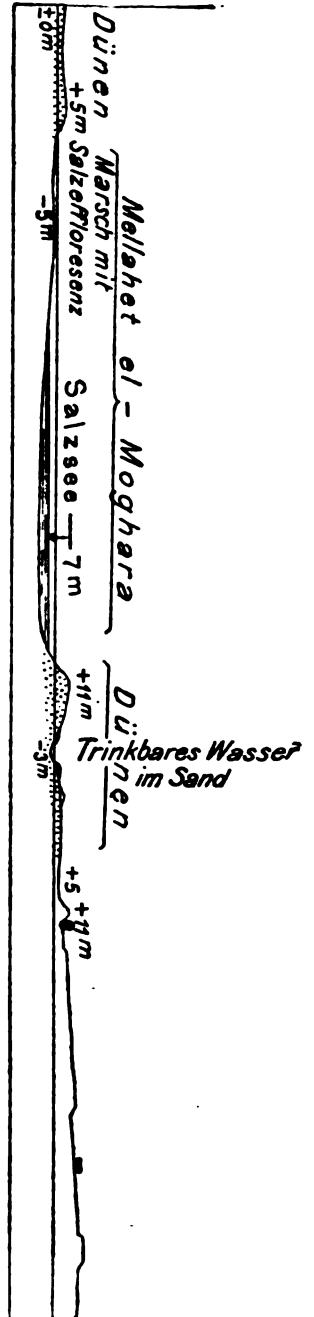 Mellahet el - Moghara
Dünen
Marsch mit
Salzeffloresenz
Salzsee
Dünen
Trinkbares Wasser
im Sand
±0m
+5m
-5m
-7m
+11m
-3m
+5
+11m